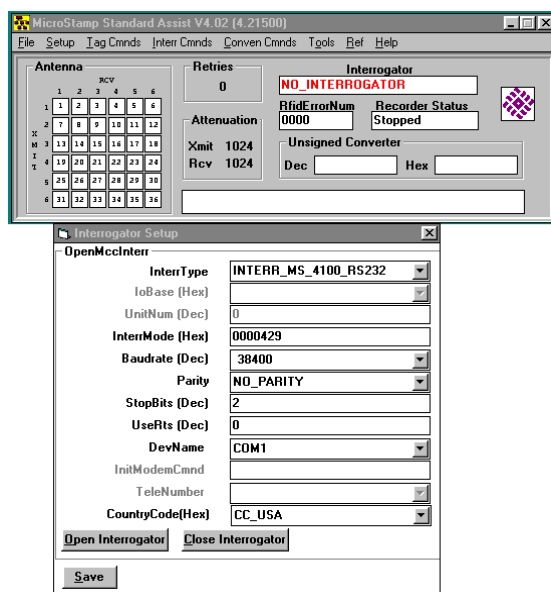 MicroStamp Standard Assist V4.02 (4.21500)
File Setup Tag Cmnds Interr Cmnds Conven Cmnds Tools Ref Help
Antenna
RCV
1 2 3 4 5 6
XMIT
1 1 2 3 4 5 6
2 7 8 9 10 11 12
3 13 14 15 16 17 18
4 19 20 21 22 23 24
5 25 26 27 28 29 30
6 31 32 33 34 35 36
Retries
0
Attenuation
Xmit 1024
Rcv 1024
Interrogator
NO_INTERROGATOR
RfidErrorNum Recorder Status
0000 Stopped
Unsigned Converter
Dec Hex
Interrogator Setup
OpenMccInterr
InterrType INTERR_MS_4100_RS232
IoBase (Hex)
UnitNum (Dec) 0
InterrMode (Hex) 0000429
Baudrate (Dec) 38400
Parity NO_PARITY
StopBits (Dec) 2
UseRts (Dec) 0
DevName COM1
InitModemCmnd
TeleNumber
CountryCode(Hex) CC_USA
Open Interrogator Close Interrogator
Save